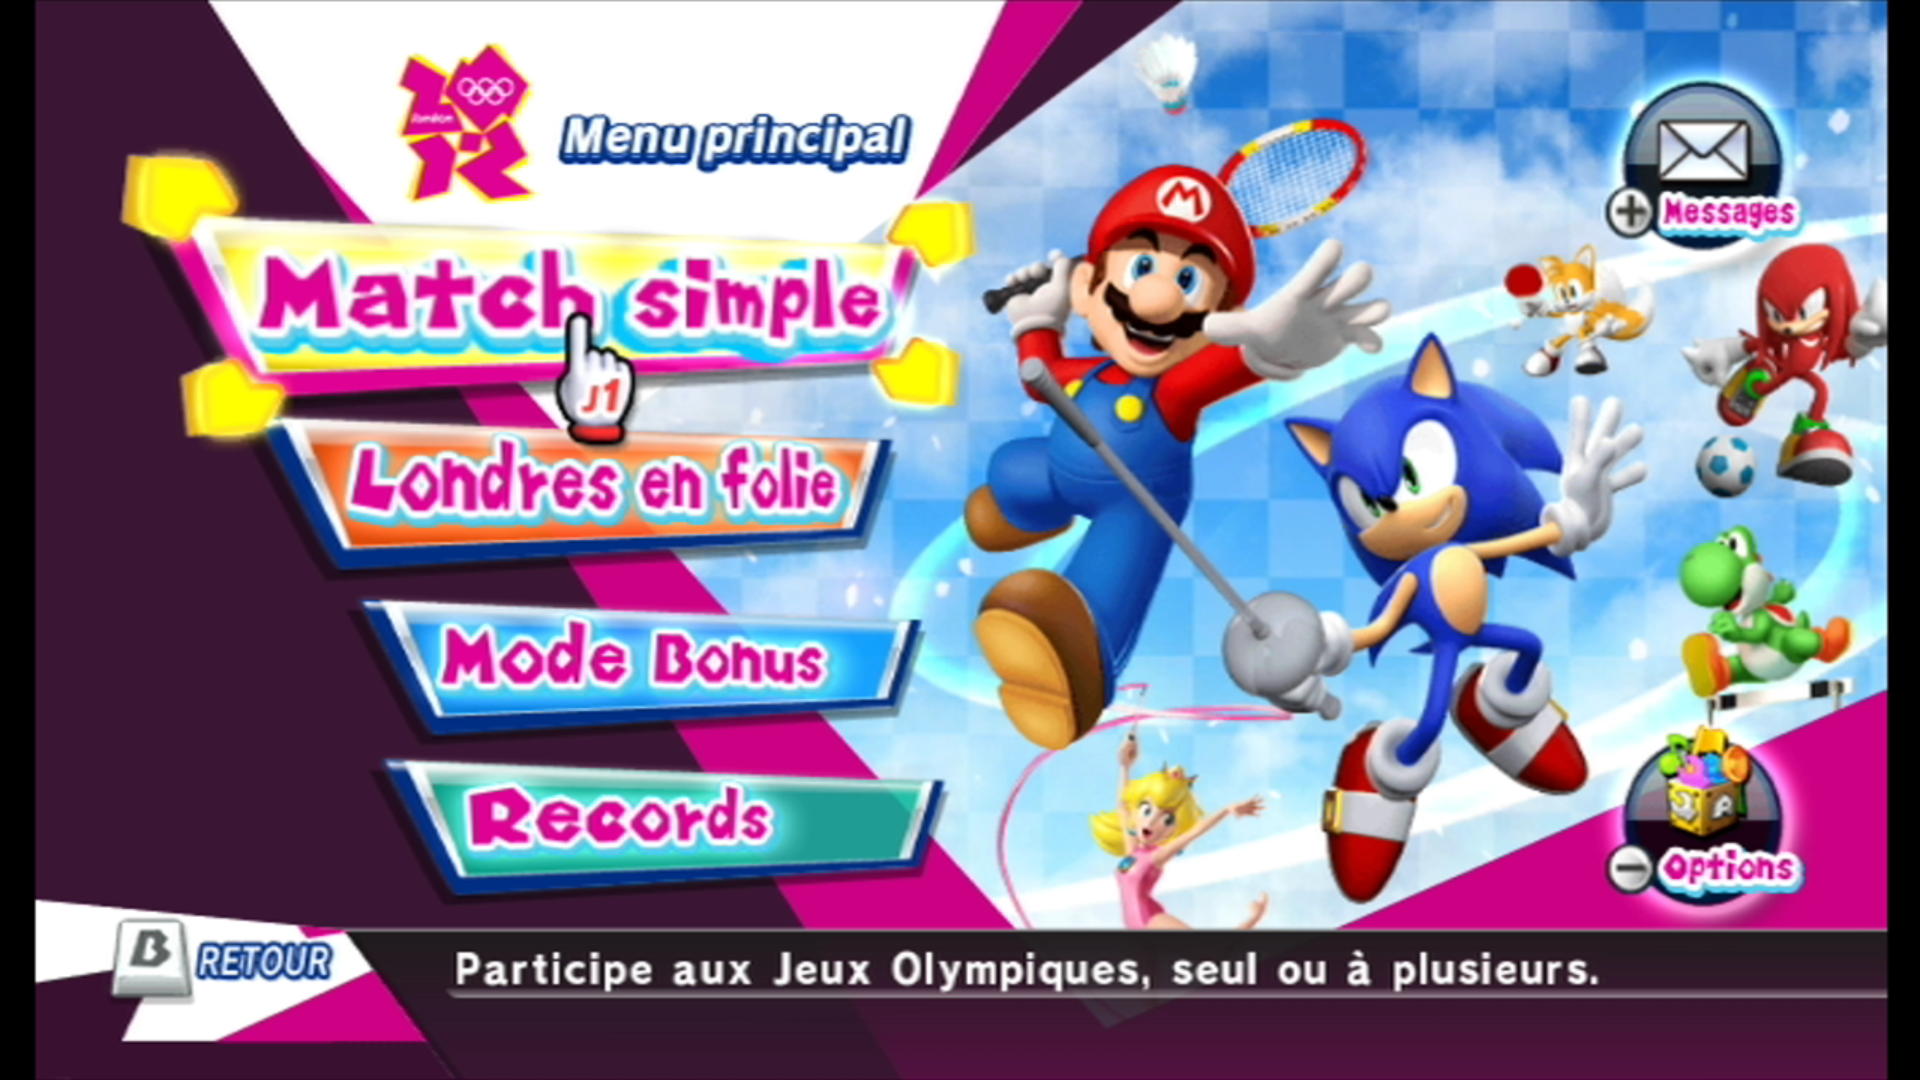 london
Menu principal
M
Messages
Match simple
J1
Londres en folie
Mode Bonus
Records
A
Options
B RETOUR
Participe aux Jeux Olympiques, seul ou à plusieurs.